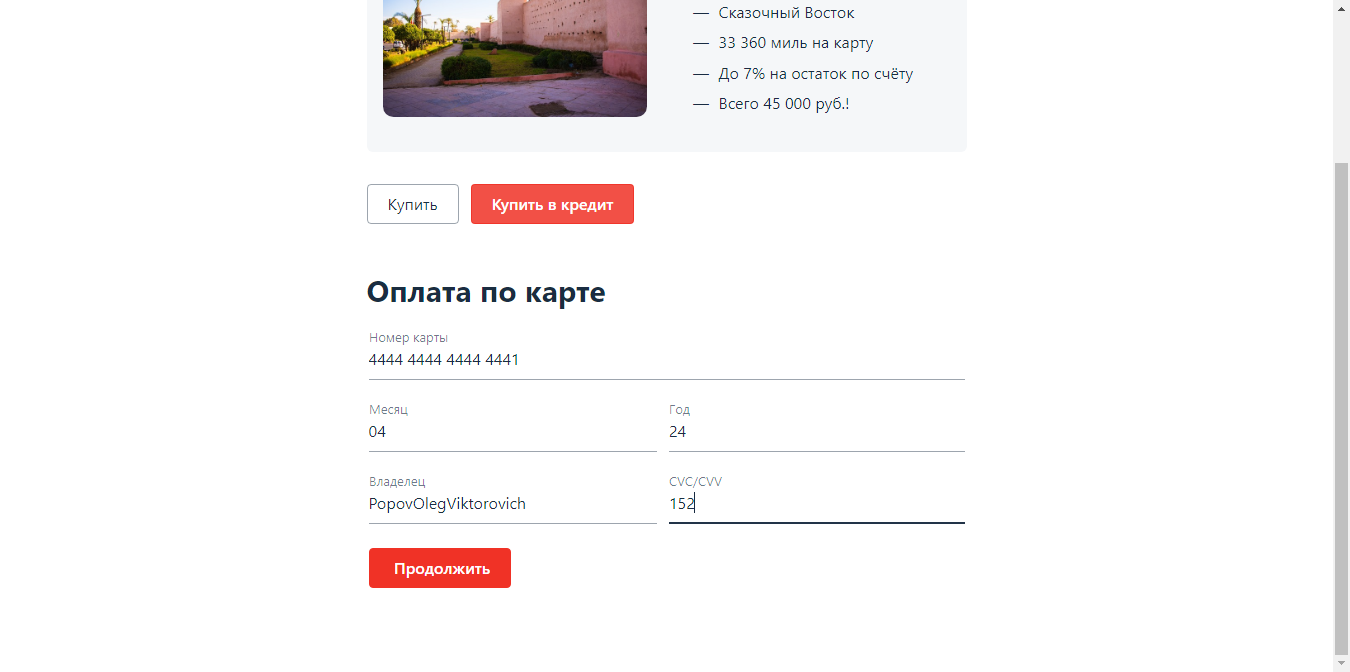 — Сказочный Восток
— 33 360 миль на карту
— До 7% на остаток по счёту
— Всего 45 000 руб.!
Купить Купить в кредит
Оплата по карте
Номер карты
4444 4444 4444 4441
Месяц Год
04 24
Владелец CVC/CVV
PopovOlegViktorovich 152
Продолжить